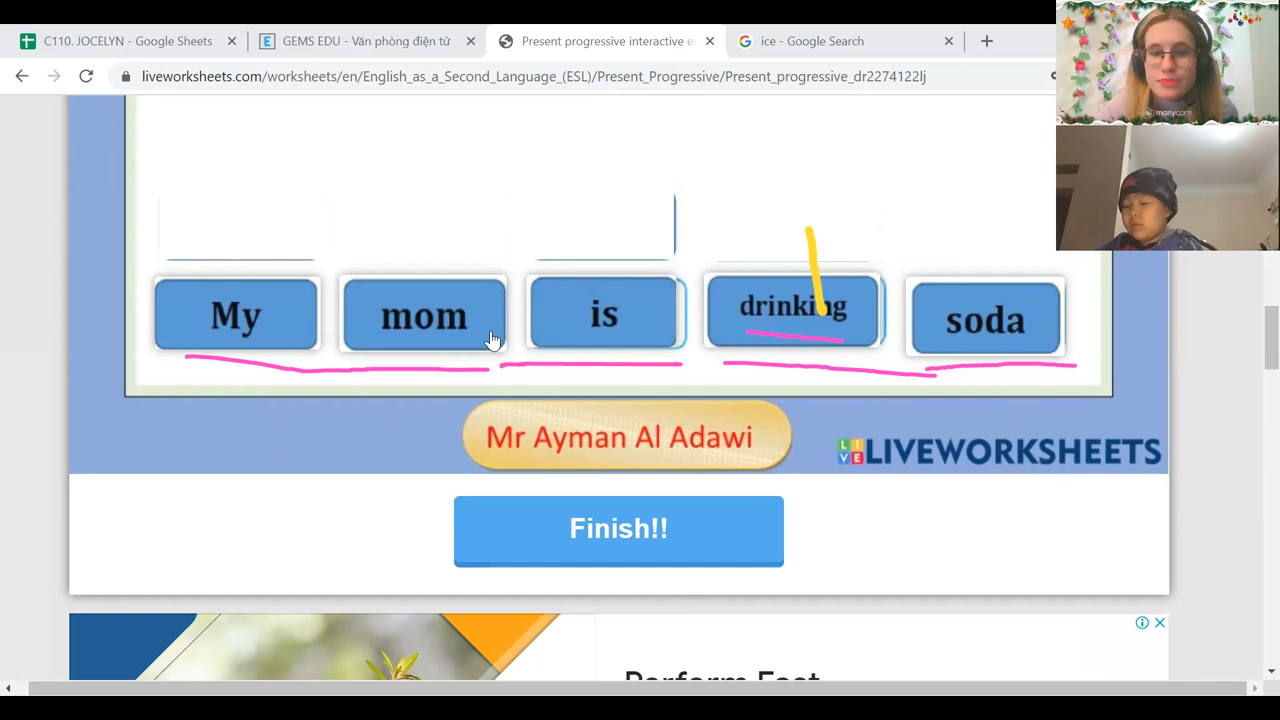 C110. JOCELYN - Google Sheets
GEMS EDU - Văn phòng điện tử
Present progressive interactive e
ice - Google Search
liveworksheets.com/worksheets/en/English_as_a_Second_Language_(ESL)/Present_Progressive/Present_progressive_dr2274122lj
manycam
My mom is drinking soda
Mr Ayman Al Adawi
LIVEWORKSHEETS
Finish!!